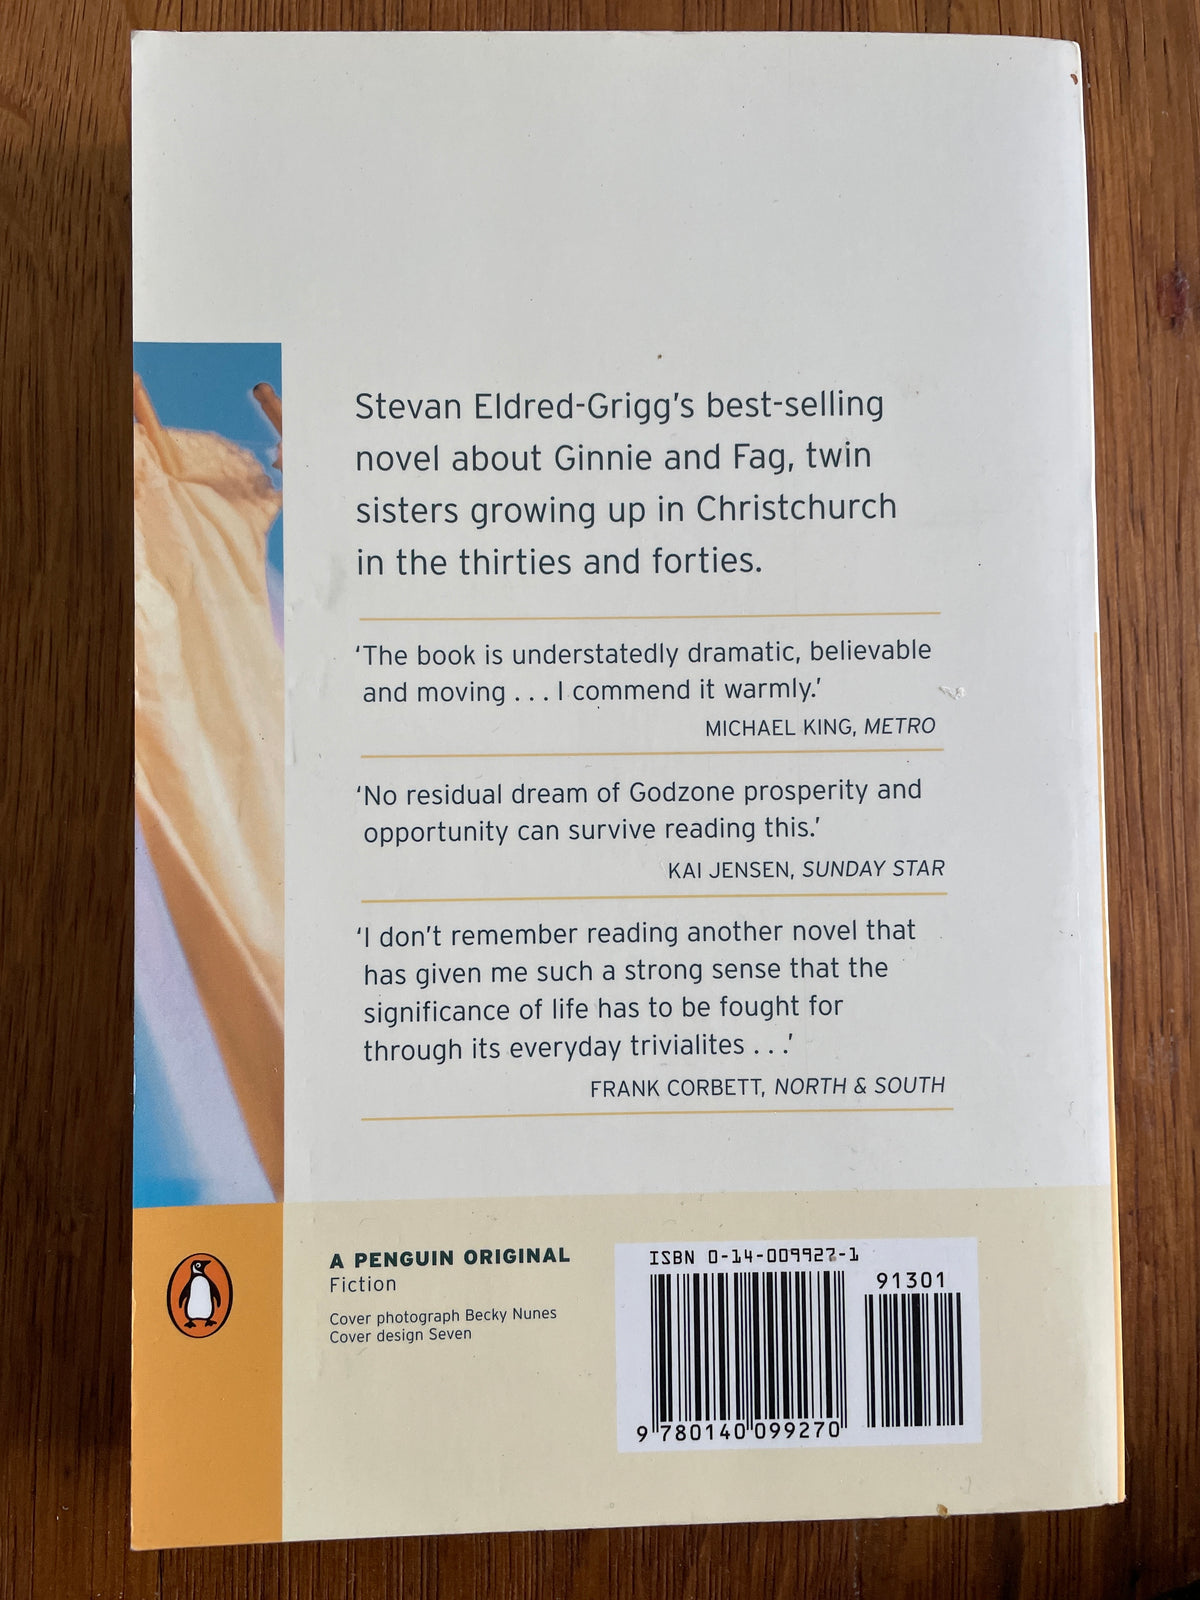 Stevan Eldred-Grigg’s best-selling
novel about Ginnie and Fag, twin
sisters growing up in Christchurch
in the thirties and forties.
‘The book is understatedly dramatic, believable
and moving . . . I commend it warmly.’
MICHAEL KING, METRO
‘No residual dream of Godzone prosperity and
opportunity can survive reading this.’
KAI JENSEN, SUNDAY STAR
‘I don’t remember reading another novel that
has given me such a strong sense that the
significance of life has to be fought for
through its everyday trivialites . . .’
FRANK CORBETT, NORTH & SOUTH
A PENGUIN ORIGINAL
Fiction
Cover photograph Becky Nunes
Cover design Seven
ISBN 0-14-009927-1
91301
9 780140 099270